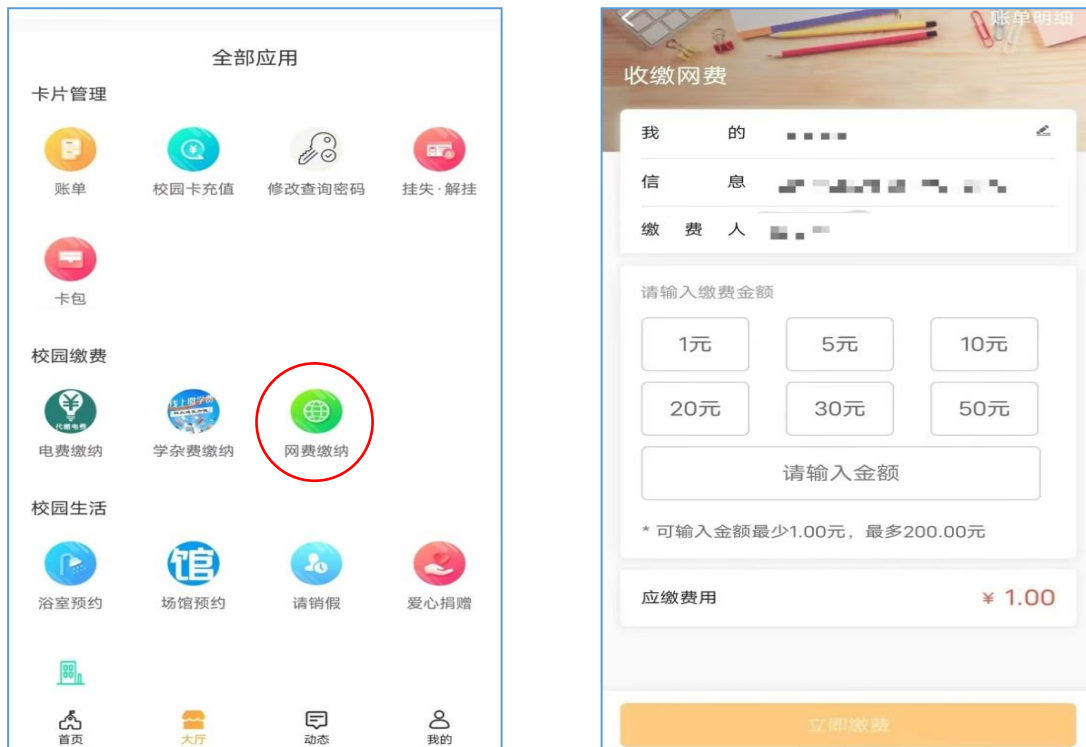 全部应用
卡片管理
账单
校园卡充值
修改查询密码
挂失·解挂
卡包
校园缴费
代缴电费
电费缴纳
学杂费缴纳
网费缴纳
校园生活
馆
浴室预约
场馆预约
请销假
爱心捐赠
首页
大厅
动态
我的
账单明细
收缴网费
我的
信息
缴费人
请输入缴费金额
1元
5元
10元
20元
30元
50元
请输入金额
* 可输入金额最少1.00元，最多200.00元
应缴费用
¥ 1.00
立即缴费